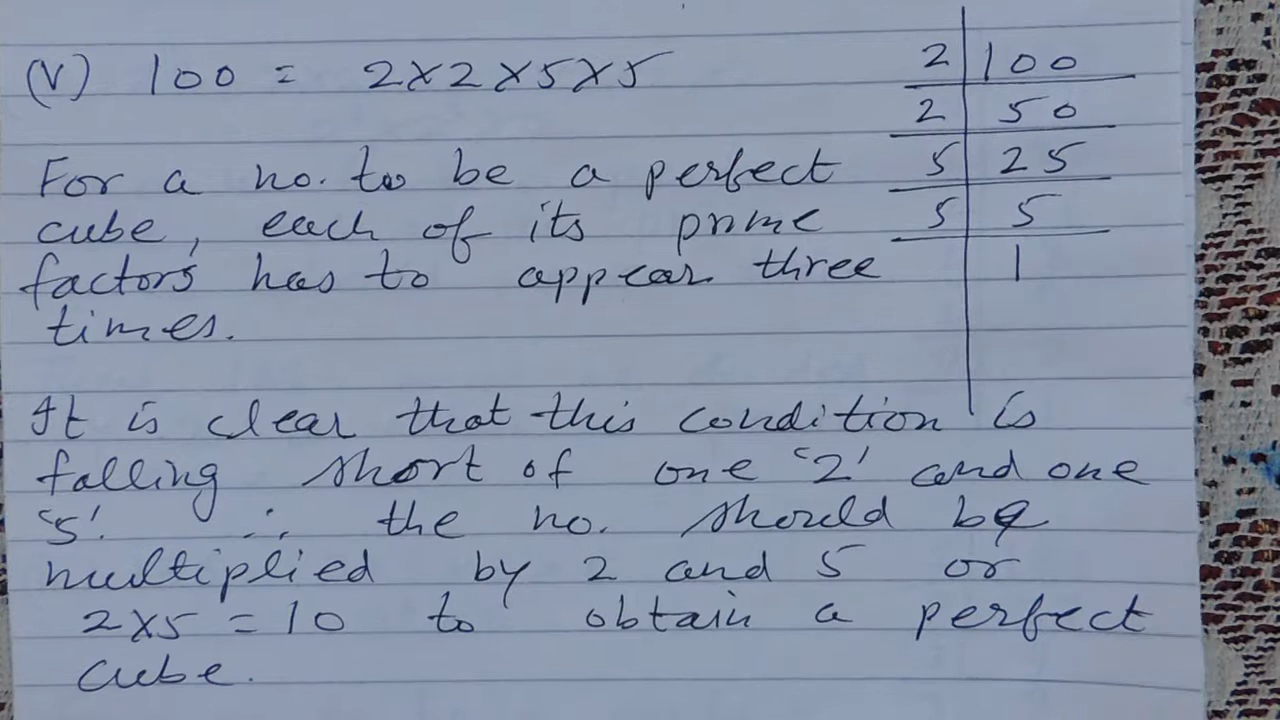 (V) 100 = 2×2×5×5
2 | 100
2 | 50
5 | 25
5 | 5
| 1
For a no. to be a perfect
cube, each of its prime
factors has to appear three
times.
It is clear that this condition is
falling short of one '2' and one
'5'. ∴ the no. should be
multiplied by 2 and 5 or
2×5 = 10 to obtain a perfect
cube.